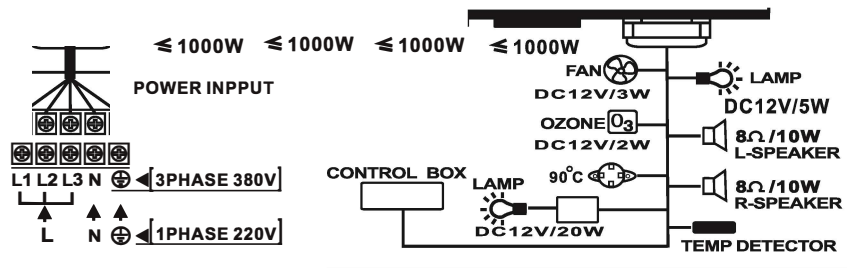 ≤1000W ≤1000W ≤1000W ≤1000W
POWER INPPUT
L1 L2 L3 N [3PHASE 380V]
L N [1PHASE 220V]
FAN
DC12V/3W
LAMP
DC12V/5W
OZONE O3
DC12V/2W
8Ω/10W
L-SPEAKER
CONTROL BOX
90°C
8Ω/10W
R-SPEAKER
LAMP
DC12V/20W
TEMP DETECTOR